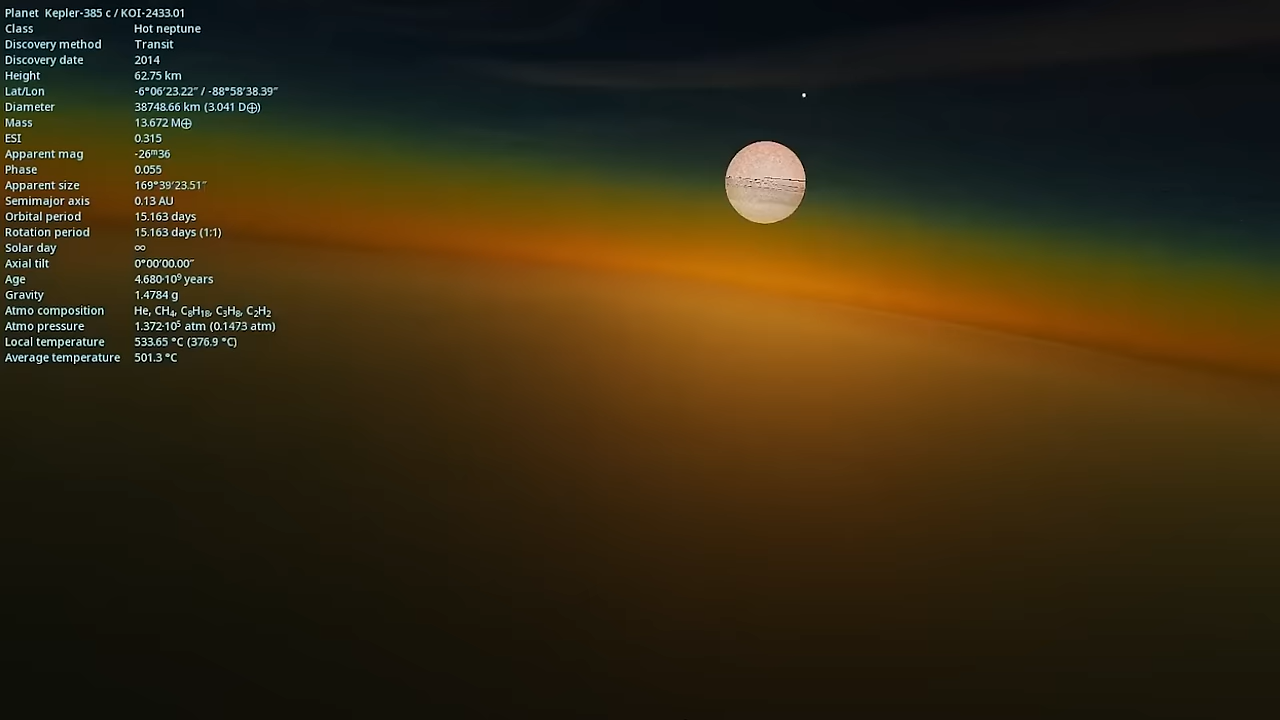 Planet Kepler-385 c / KOI-2433.01
Class Hot neptune
Discovery method Transit
Discovery date 2014
Height 62.75 km
Lat/Lon -6°06′23.22″ / -88°58′38.39″
Diameter 38748.66 km (3.041 D⊕)
Mass 13.672 M⊕
ESI 0.315
Apparent mag -26ᵐ36
Phase 0.055
Apparent size 169°39′23.51″
Semimajor axis 0.13 AU
Orbital period 15.163 days
Rotation period 15.163 days (1:1)
Solar day ∞
Axial tilt 0°00′00.00″
Age 4.680·10⁹ years
Gravity 1.4784 g
Atmo composition He, CH₄, C₈H₁₈, C₃H₈, C₂H₂
Atmo pressure 1.372·10⁵ atm (0.1473 atm)
Local temperature 533.65 °C (376.9 °C)
Average temperature 501.3 °C